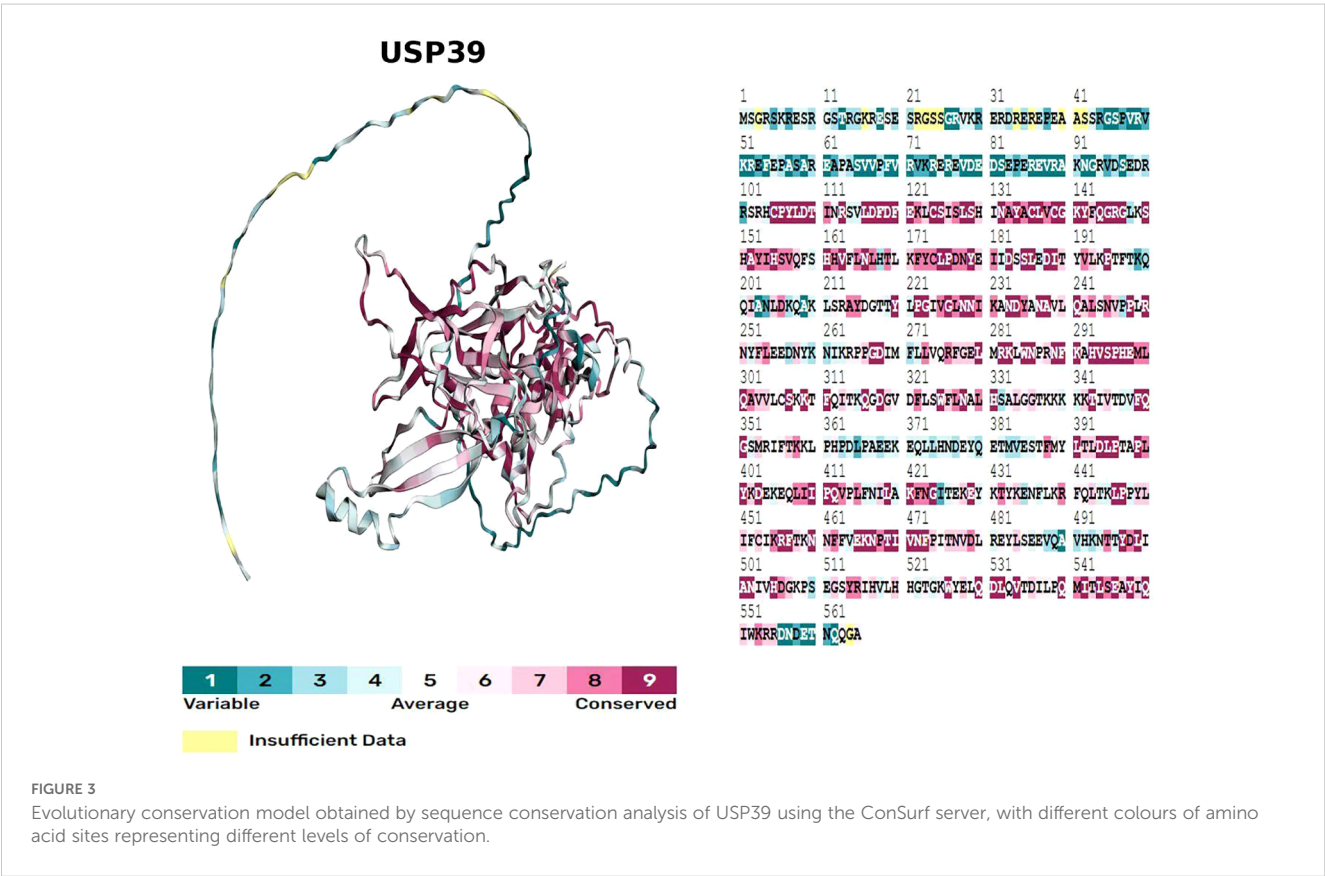 USP39
1 11 21 31 41
MSGRSKRESR GSTRGKRESE SRGSSGRVKR ERDREREPEA ASSRGSPVRV
51 61 71 81 91
KREFEPASAR EAPASVVPFV RVKREREVDE DSEPEREVRA KNGRVDSEDR
101 111 121 131 141
RSRHCPYLDT INRSVLDFDF EKLCSISLSH INAYACLVCG KYFQGRGLKS
151 161 171 181 191
HAYIHSVQFS HHVFLNLHTL KFYCLPDNYE IIDSSLEDIT YVLKPTFTKQ
201 211 221 231 241
QIANLDKQAK LSRAYDGTTY LPGIVGLNNI KANDYANAVL QALSNVPPLR
251 261 271 281 291
NYFLEEDNYK NIKRPPGDIM FLLVQRFGEL MRKLWNPRNF KAHVSPHEML
301 311 321 331 341
QAVVLCSKKT FQITKQGDGV DFLSWFLNAL HSALGGTKKK KKTIVTDVFQ
351 361 371 381 391
GSMRIFTKKL PHPDLPAEEK EQLLHNDEYQ ETMVESTFMY LTLDLPTAPL
401 411 421 431 441
YKDEKEQLII PQVPLFNILA KFNGITEKEY KTYKENFLKR FQLTKLPPYL
451 461 471 481 491
IFCIKRFTKN NFFVEKNPTI VNFPITNVDL REYLSEEVQA VHKNTTYDLI
501 511 521 531 541
ANIVHDGKPS EGSYRIHVLH HGTGKWYELQ DLQVTDILPQ MITLSEAYIQ
551 561
IWKRRDNDET NQQGA
1 2 3 4 5 6 7 8 9
Variable Average Conserved
Insufficient Data
FIGURE 3
Evolutionary conservation model obtained by sequence conservation analysis of USP39 using the ConSurf server, with different colours of amino
acid sites representing different levels of conservation.